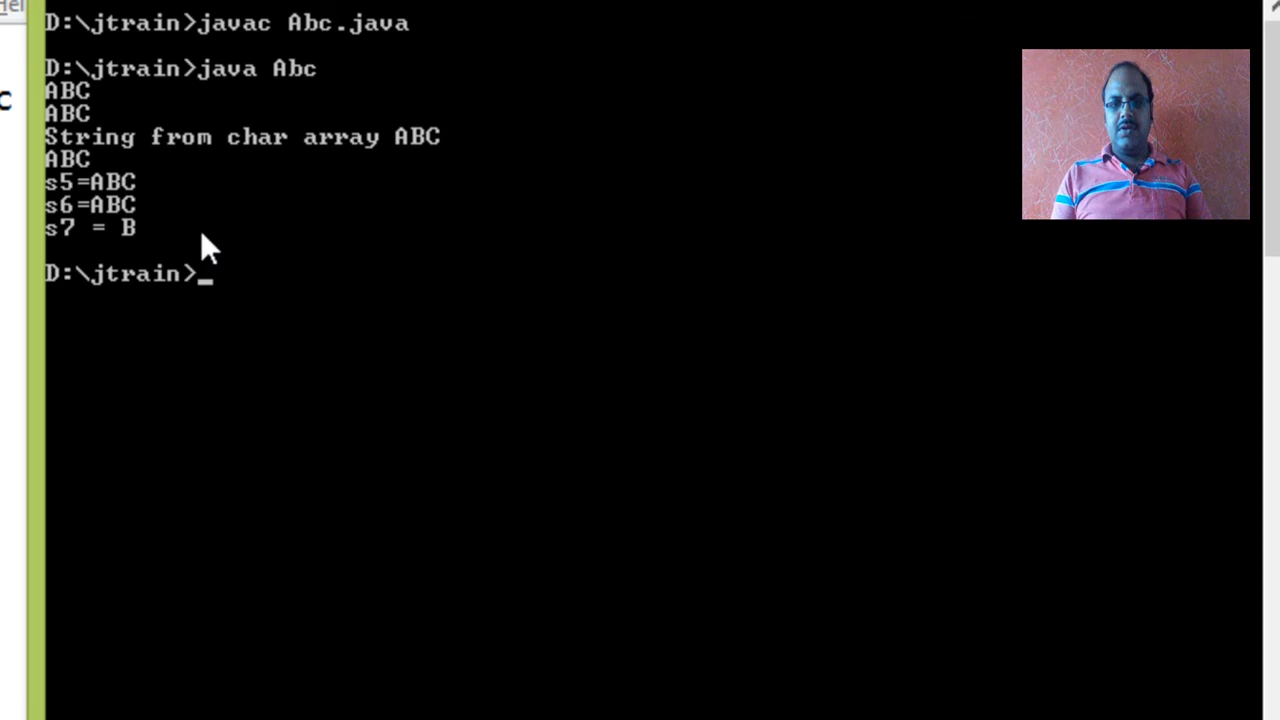 Hel
D:\jtrain>javac Abc.java
D:\jtrain>java Abc
C
ABC
ABC
String from char array ABC
ABC
s5=ABC
s6=ABC
s7 = B
D:\jtrain>_